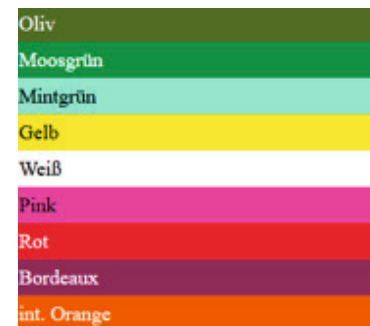 Oliv
Moosgrün
Mintgrün
Gelb
Weiß
Pink
Rot
Bordeaux
int. Orange